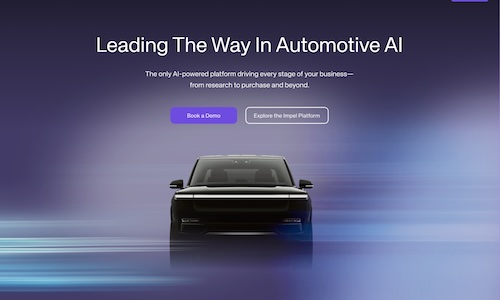 Leading The Way In Automotive AI
The only AI-powered platform driving every stage of your business—
from research to purchase and beyond.
Book a Demo
Explore the Impel Platform